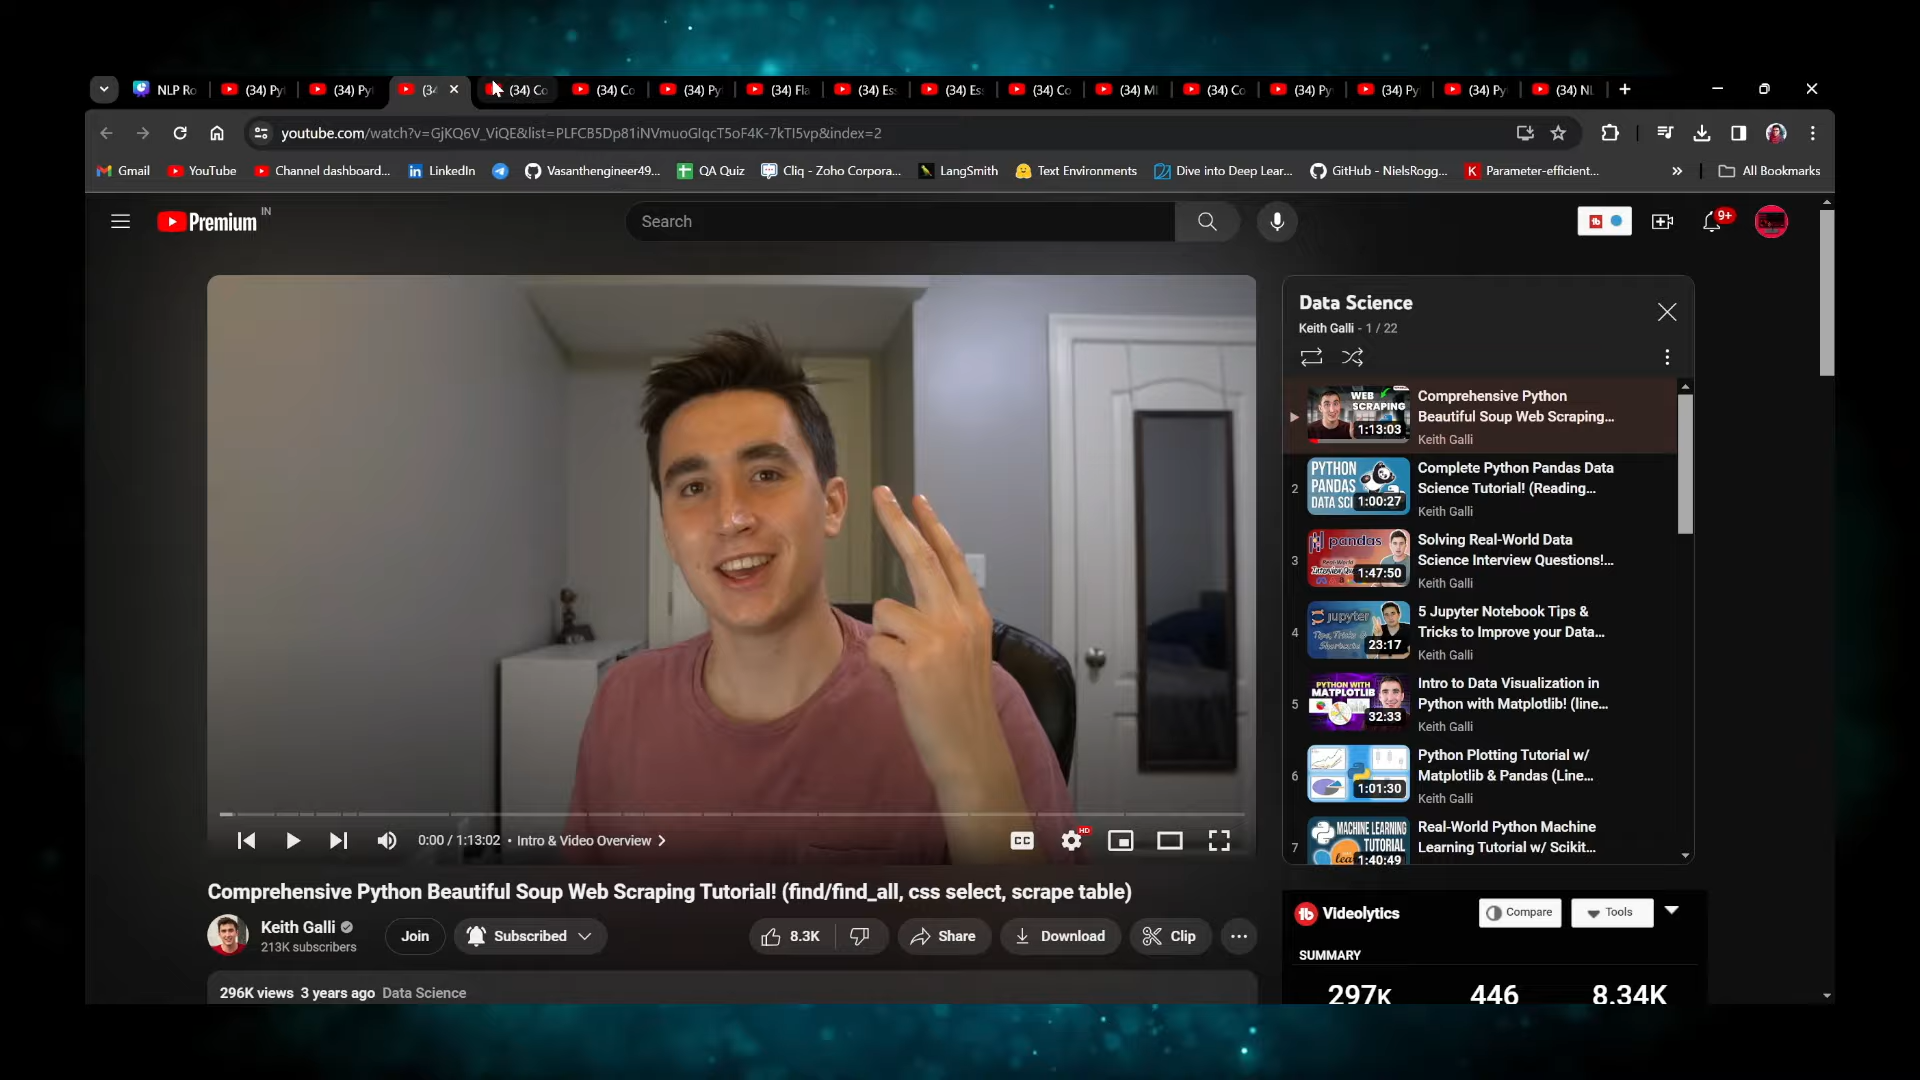 NLP Ro
(34) Pyt
(34) Pyt
(34
(34) Co
(34) Co
(34) Py
(34) Fla
(34) Ess
(34) Ess
(34) Co
(34) Ml
(34) Co
(34) Py
(34) Py
(34) Py
(34) NL
youtube.com/watch?v=GjKQ6V_ViQE&list=PLFCB5Dp81iNVmuoGIqcT5oF4K-7kTI5vp&index=2
Gmail
YouTube
Channel dashboard...
LinkedIn
Vasanthengineer49...
QA Quiz
Cliq - Zoho Corpora...
LangSmith
Text Environments
Dive into Deep Lear...
GitHub - NielsRogg...
Parameter-efficient...
All Bookmarks
Premium IN
Search
9+
Data Science
Keith Galli - 1 / 22
WEB SCRAPING
1:13:03
Comprehensive Python
Beautiful Soup Web Scraping...
Keith Galli
2
PYTHON
PANDAS
DATA SCI
1:00:27
Complete Python Pandas Data
Science Tutorial! (Reading...
Keith Galli
3
pandas
1:47:50
Solving Real-World Data
Science Interview Questions!...
Keith Galli
4
jupyter
23:17
5 Jupyter Notebook Tips &
Tricks to Improve your Data...
Keith Galli
5
PYTHON WITH
MATPLOTLIB
32:33
Intro to Data Visualization in
Python with Matplotlib! (line...
Keith Galli
6
1:01:30
Python Plotting Tutorial w/
Matplotlib & Pandas (Line...
Keith Galli
7
MACHINE LEARNING
TUTORIAL
1:40:49
Real-World Python Machine
Learning Tutorial w/ Scikit...
0:00 / 1:13:02 • Intro & Video Overview
CC
HD
Comprehensive Python Beautiful Soup Web Scraping Tutorial! (find/find_all, css select, scrape table)
Keith Galli
213K subscribers
Join
Subscribed
8.3K
Share
Download
Clip
296K views 3 years ago Data Science
tb Videolytics
Compare
Tools
SUMMARY
297K
446
8.34K